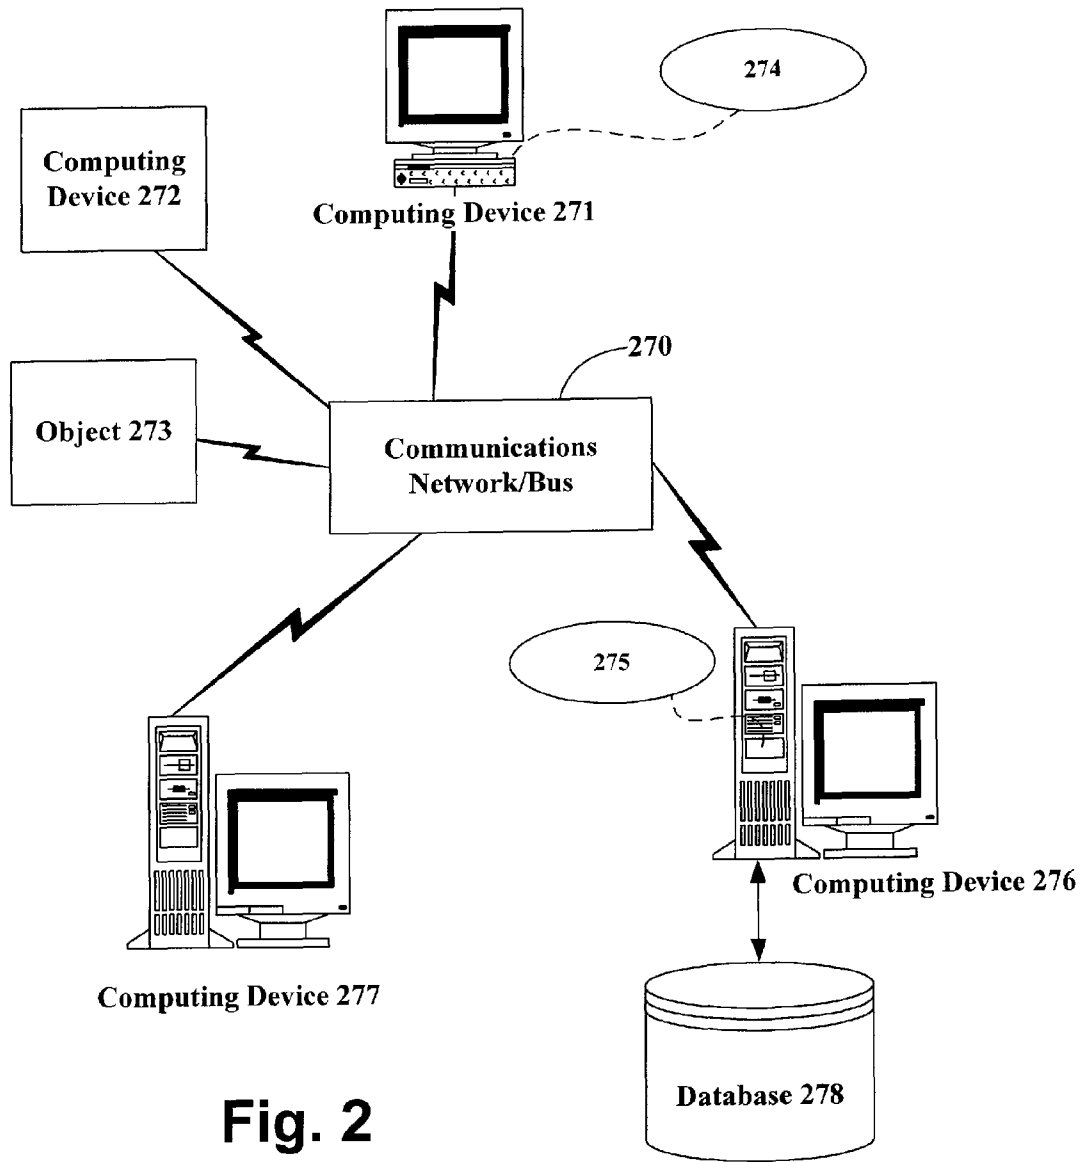 274
Computing
Device 272
Computing Device 271
270
Object 273
Communications
Network/Bus
275
Computing Device 276
Computing Device 277
Database 278
Fig. 2